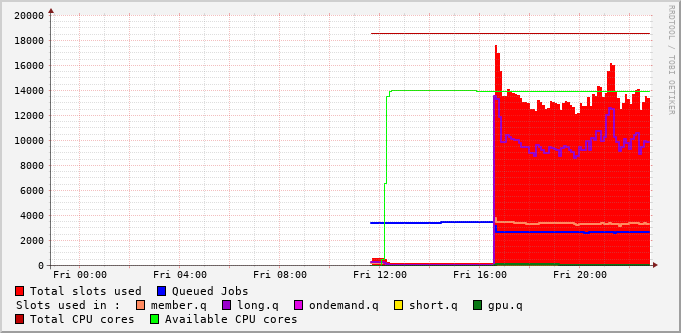 20000
18000
16000
14000
12000
10000
8000
6000
4000
2000
0
Fri 00:00 Fri 04:00 Fri 08:00 Fri 12:00 Fri 16:00 Fri 20:00
Total slots used Queued Jobs
Slots used in : member.q long.q ondemand.q short.q gpu.q
Total CPU cores Available CPU cores
RRDTOOL / TOBI OETIKER